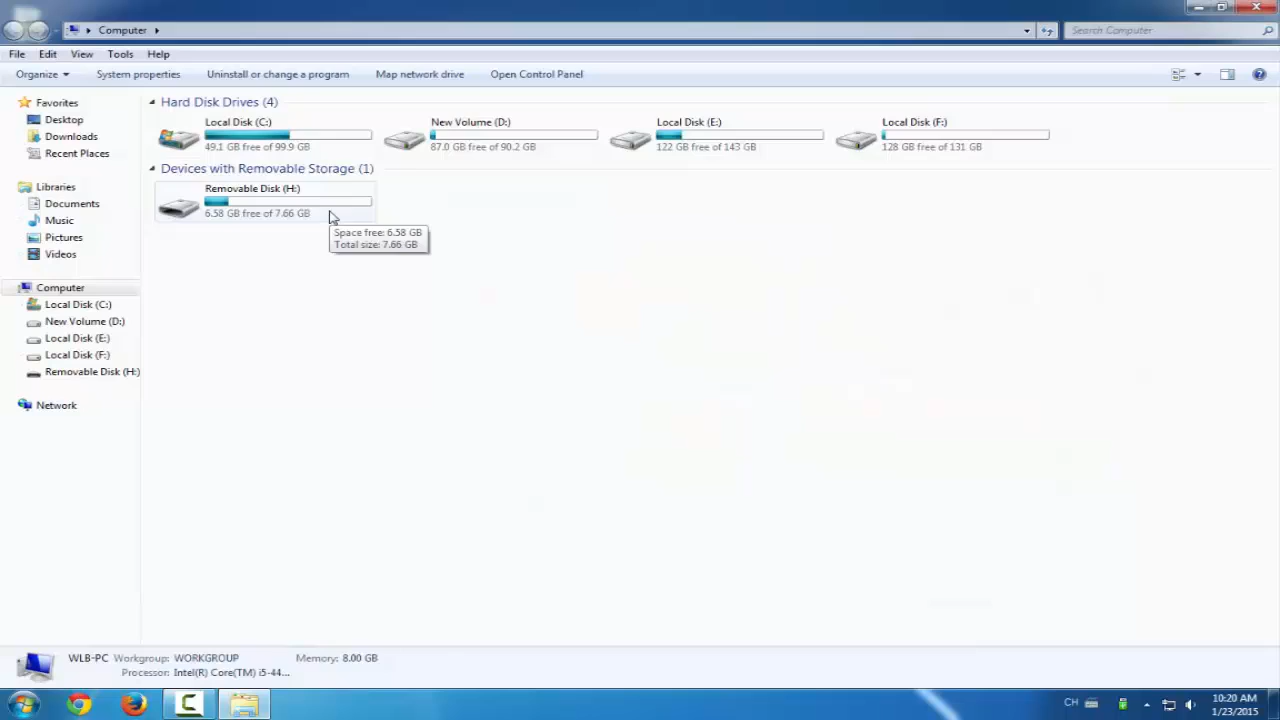 Computer
Search Computer
File Edit View Tools Help
Organize System properties Uninstall or change a program Map network drive Open Control Panel
Favorites
Desktop
Downloads
Recent Places
Libraries
Documents
Music
Pictures
Videos
Computer
Local Disk (C:)
New Volume (D:)
Local Disk (E:)
Local Disk (F:)
Removable Disk (H:)
Network
Hard Disk Drives (4)
Local Disk (C:)
49.1 GB free of 99.9 GB
New Volume (D:)
87.0 GB free of 90.2 GB
Local Disk (E:)
122 GB free of 143 GB
Local Disk (F:)
128 GB free of 131 GB
Devices with Removable Storage (1)
Removable Disk (H:)
6.58 GB free of 7.66 GB
Space free: 6.58 GB
Total size: 7.66 GB
WLB-PC Workgroup: WORKGROUP Memory: 8.00 GB
Processor: Intel(R) Core(TM) i5-44...
CH
10:20 AM
1/23/2015